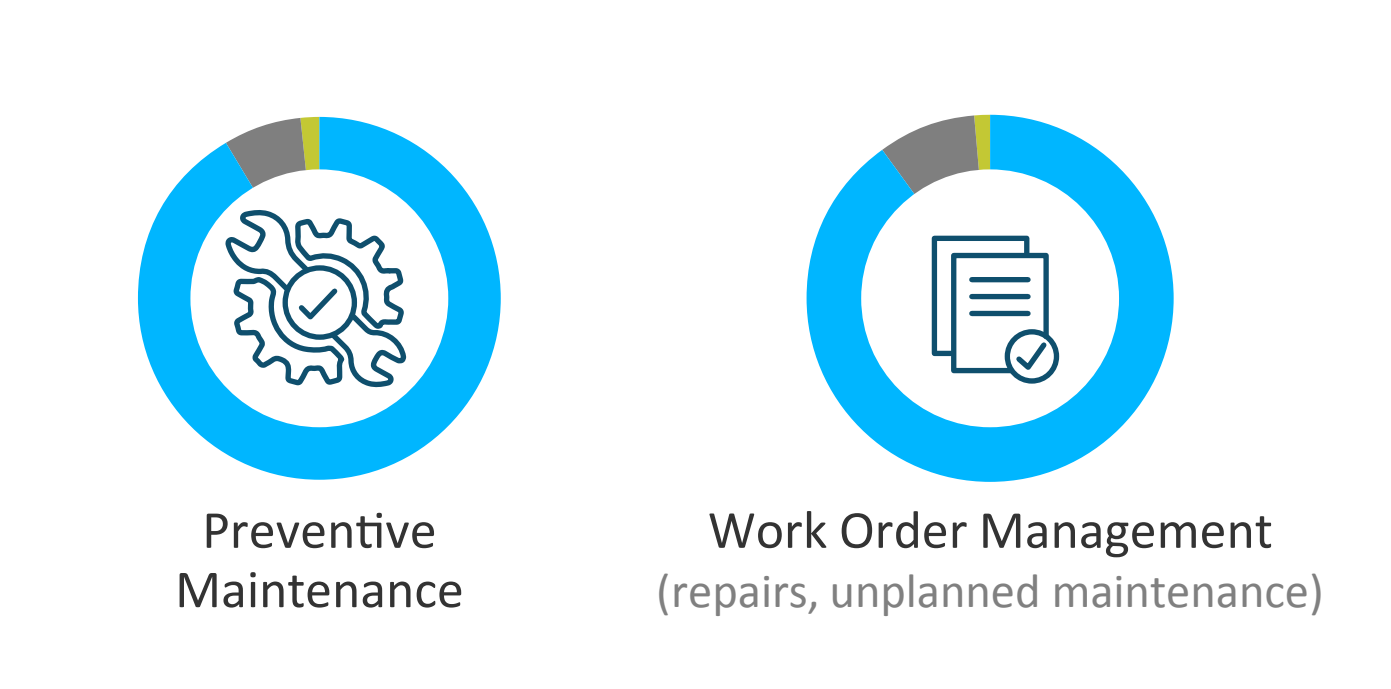 Preventive
Maintenance
Work Order Management
(repairs, unplanned maintenance)